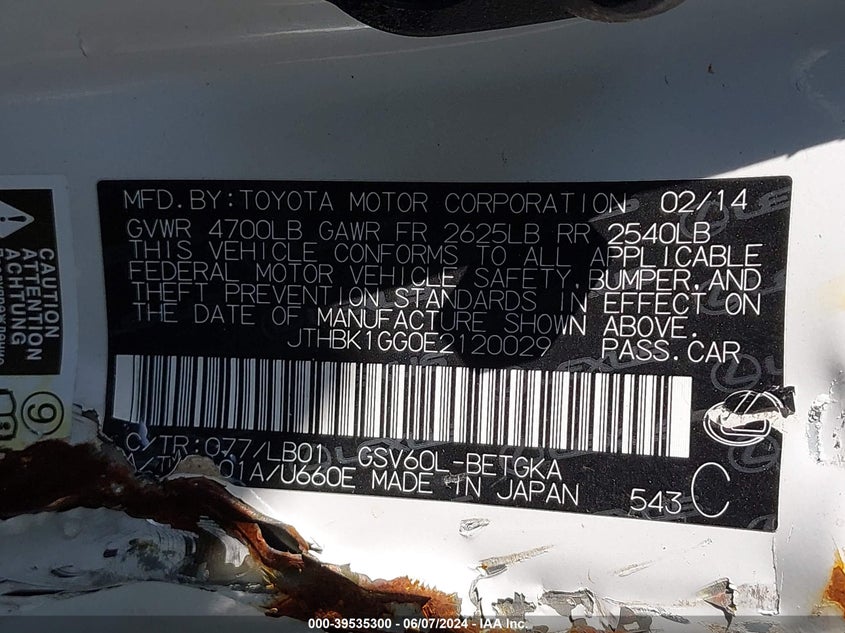 MFD.BY:TOYOTA MOTOR CORPORATION 02/14
GVWR 4700LB GAWR FR 2625LB RR 2540LB
THIS VEHICLE CONFORMS TO ALL APPLICABLE
FEDERAL MOTOR VEHICLE SAFETY,BUMPER,AND
THEFT PREVENTION STANDARDS IN EFFECT ON
THE DATE OF MANUFACTURE SHOWN ABOVE.
JTHBK1GG0E2120029 PASS.CAR
C/TR:077/LB01 GSV60L-BETGKA
01A/U660E MADE IN JAPAN 543 C
CAUTION
ATTENTION
ACHTUNG
9
000-39535300 - 06/07/2024 - IAA Inc.